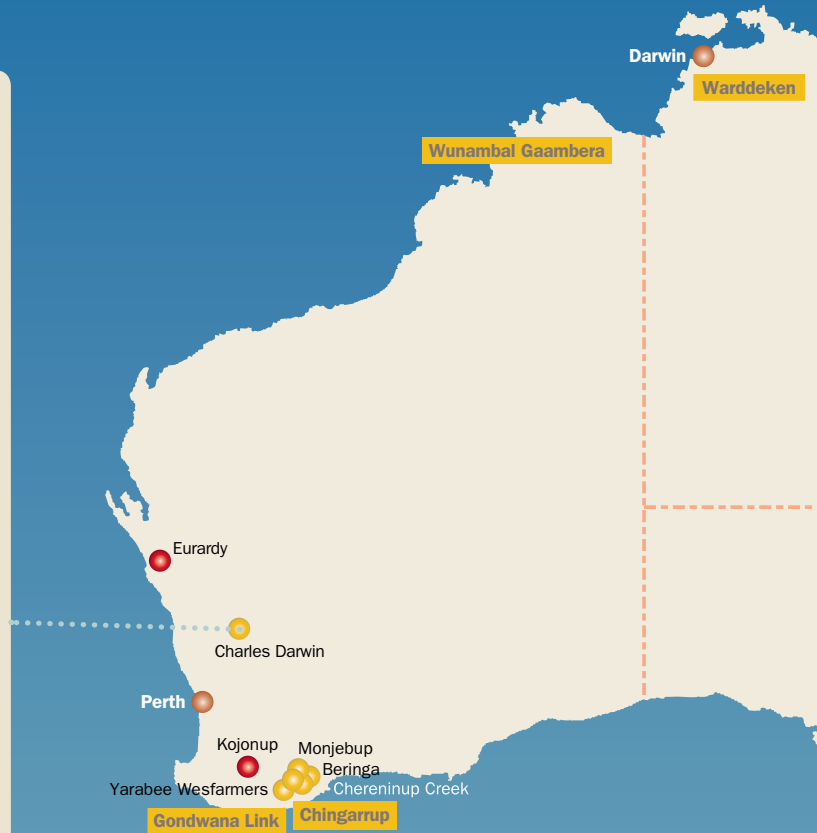 Darwin
Warddeken
Wunambal Gaambera
Eurardy
Charles Darwin
Perth
Kojonup
Monjebup
Beringa
Yarabee Wesfarmers
Chereninup Creek
Gondwana Link
Chingarrup